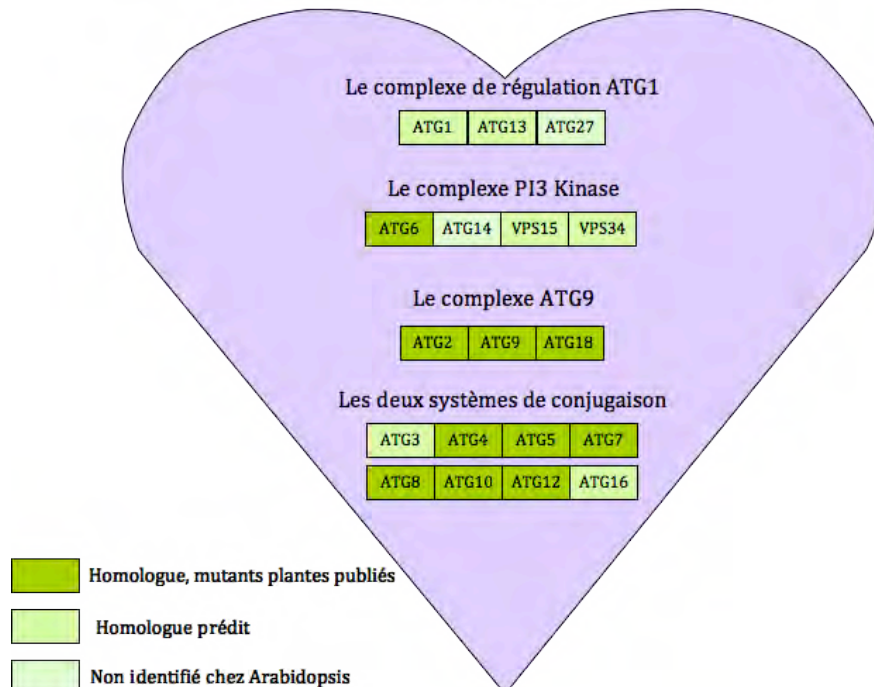 Le complexe de régulation ATG1
ATG1 ATG13 ATG27
Le complexe PI3 Kinase
ATG6 ATG14 VPS15 VPS34
Le complexe ATG9
ATG2 ATG9 ATG18
Les deux systèmes de conjugaison
ATG3 ATG4 ATG5 ATG7
ATG8 ATG10 ATG12 ATG16
Homologue, mutants plantes publiés
Homologue prédit
Non identifié chez Arabidopsis